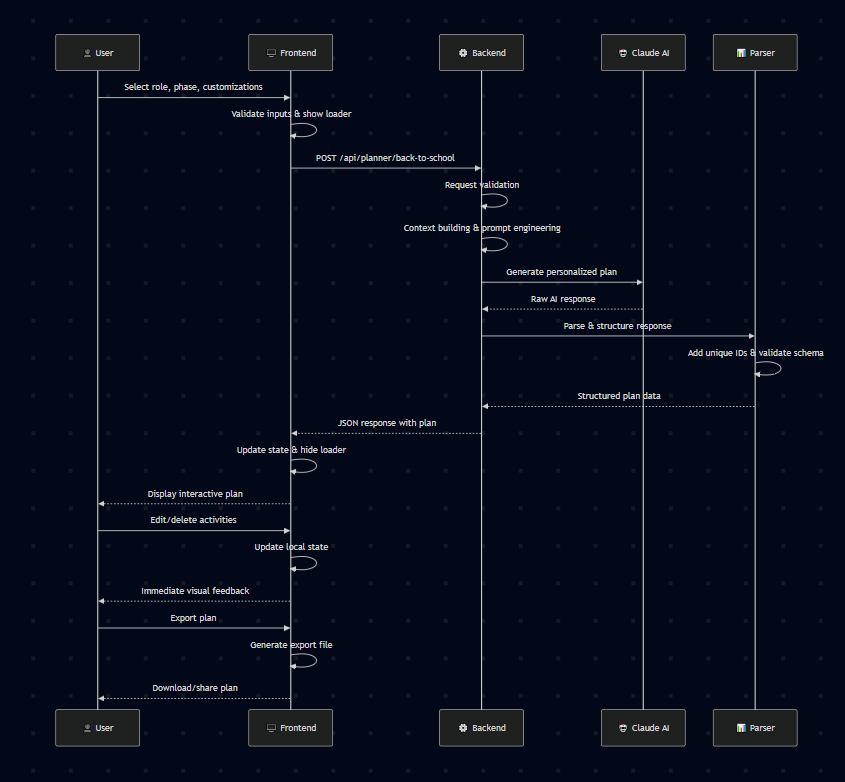 User
Frontend
Backend
Claude AI
Parser
Select role, phase, customizations
Validate inputs & show loader
POST /api/planner/back-to-school
Request validation
Context building & prompt engineering
Generate personalized plan
Raw AI response
Parse & structure response
Add unique IDs & validate schema
Structured plan data
JSON response with plan
Update state & hide loader
Display interactive plan
Edit/delete activities
Update local state
Immediate visual feedback
Export plan
Generate export file
Download/share plan
User
Frontend
Backend
Claude AI
Parser